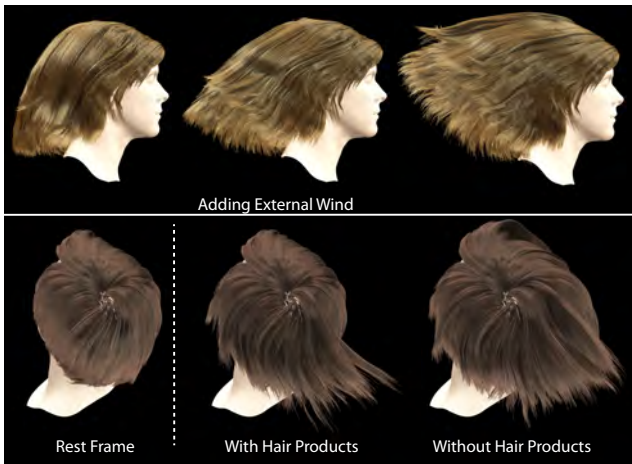 Adding External Wind
Rest Frame
With Hair Products
Without Hair Products